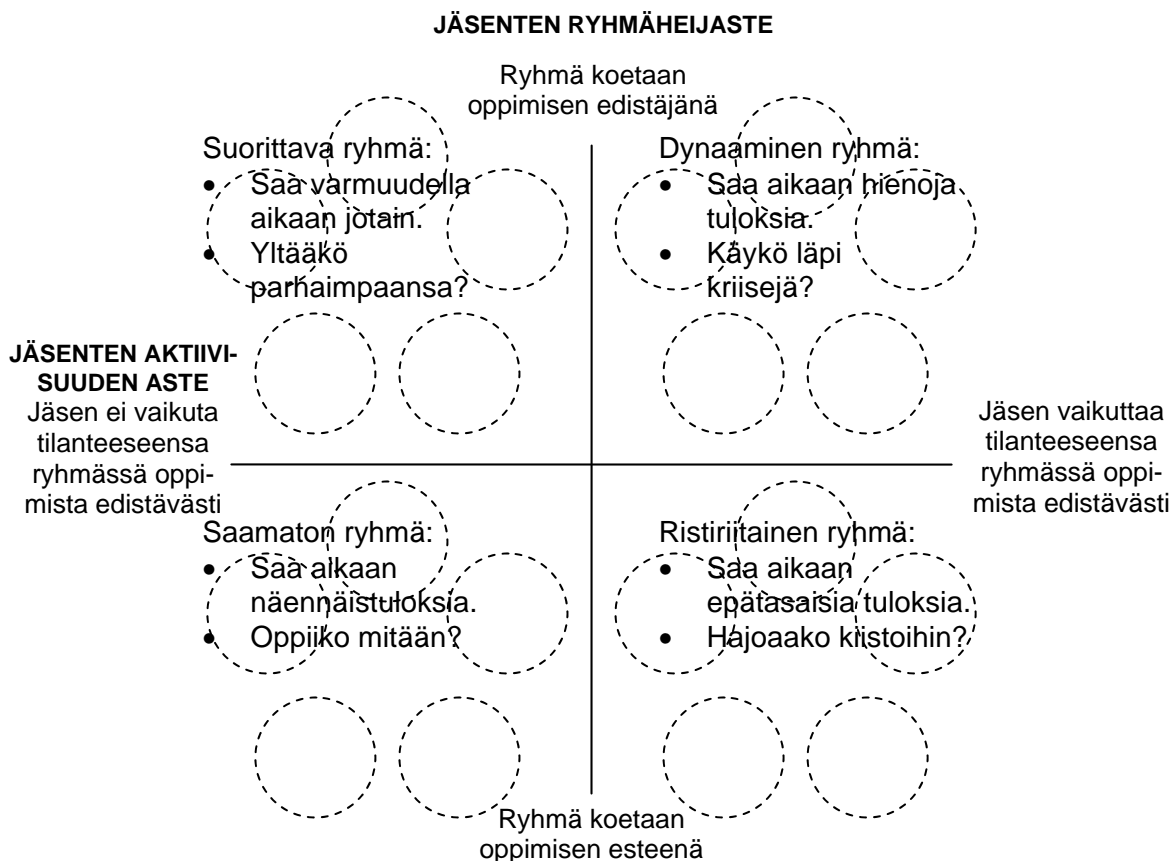 JÄSENTEN RYHMÄHEIJASTE
Ryhmä koetaan
oppimisen edistäjänä
Suorittava ryhmä:
• Saa varmuudella
aikaan jotain.
• Yltääkö
parhaimpaansa?
Dynaaminen ryhmä:
• Saa aikaan hienoja
tuloksia.
• Käykö läpi
kriisejä?
JÄSENTEN AKTIIVI-
SUUDEN ASTE
Jäsen ei vaikuta
tilanteeseensa
ryhmässä oppi-
mista edistävästi
Jäsen vaikuttaa
tilanteeseensa
ryhmässä oppi-
mista edistävästi
Saamaton ryhmä:
• Saa aikaan
näennäistuloksia.
• Oppiiko mitään?
Ristiriitainen ryhmä:
• Saa aikaan
epätasaisia tuloksia.
• Hajoaako kiistoihin?
Ryhmä koetaan
oppimisen esteenä